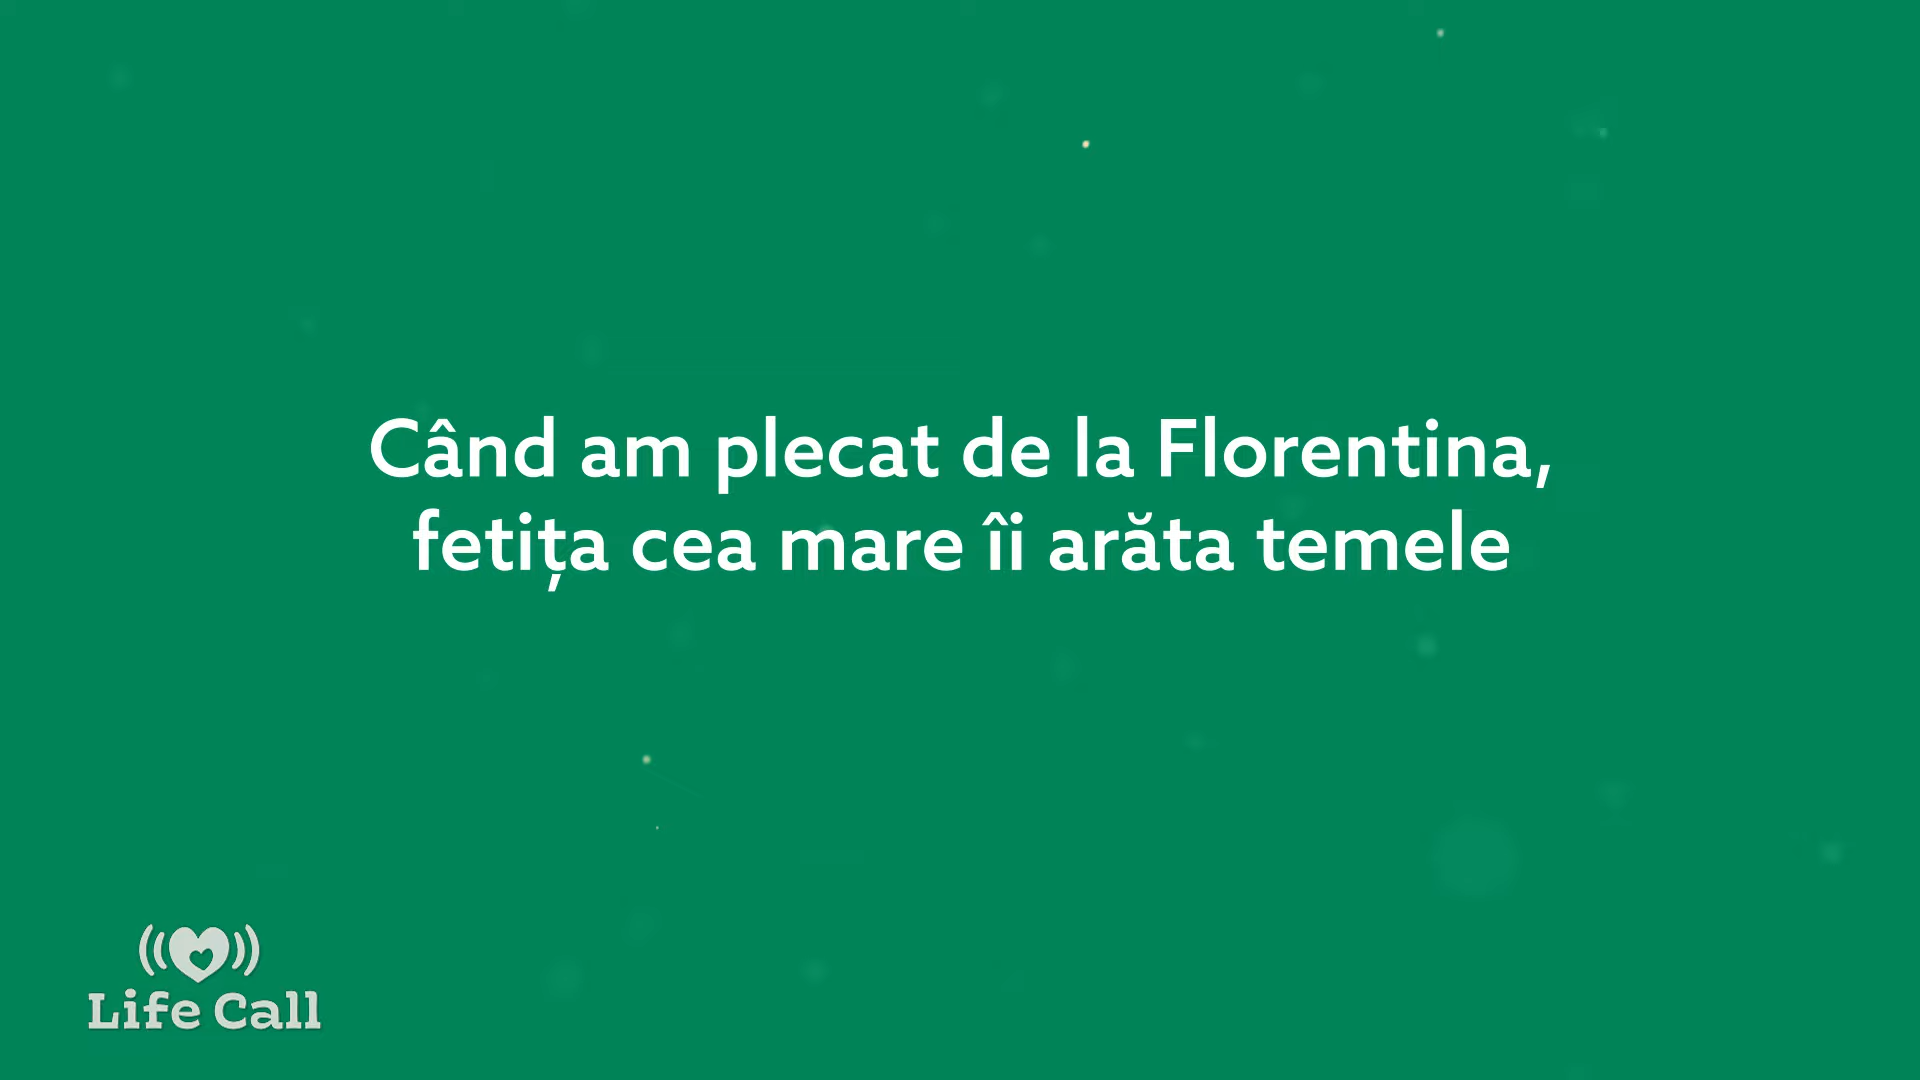 Când am plecat de la Florentina,
fetița cea mare îi arăta temele
Life Call